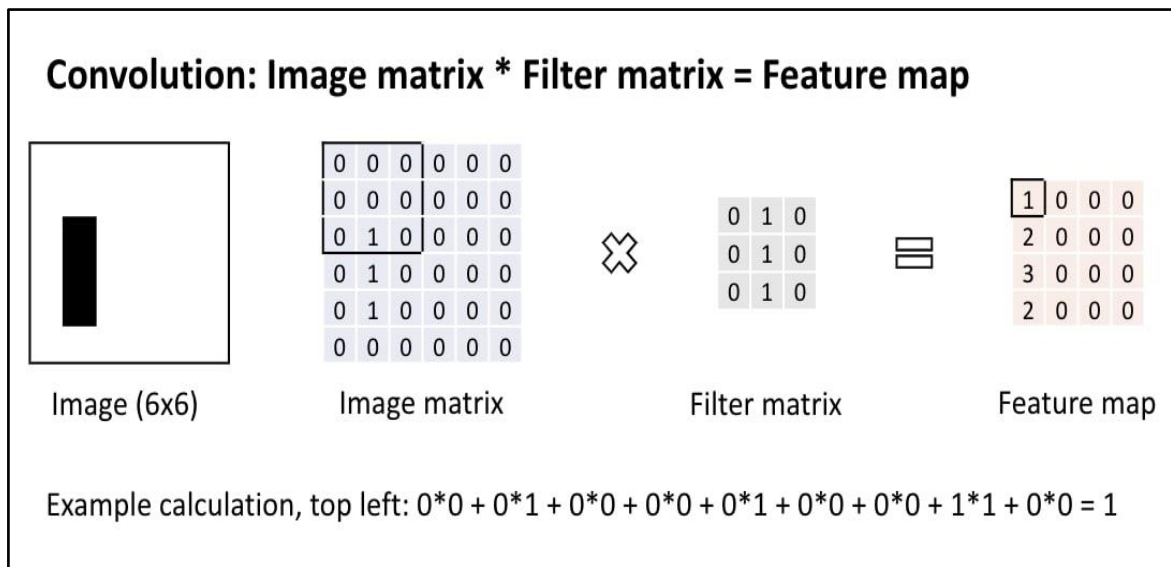 Convolution: Image matrix * Filter matrix = Feature map
0 0 0 0 0 0
0 0 0 0 0 0
0 1 0 0 0 0
0 1 0 0 0 0
0 1 0 0 0 0
0 0 0 0 0 0
0 1 0
0 1 0
0 1 0
1 0 0 0
2 0 0 0
3 0 0 0
2 0 0 0
Image (6x6)
Image matrix
Filter matrix
Feature map
Example calculation, top left: 0*0 + 0*1 + 0*0 + 0*0 + 0*1 + 0*0 + 0*0 + 1*1 + 0*0 = 1